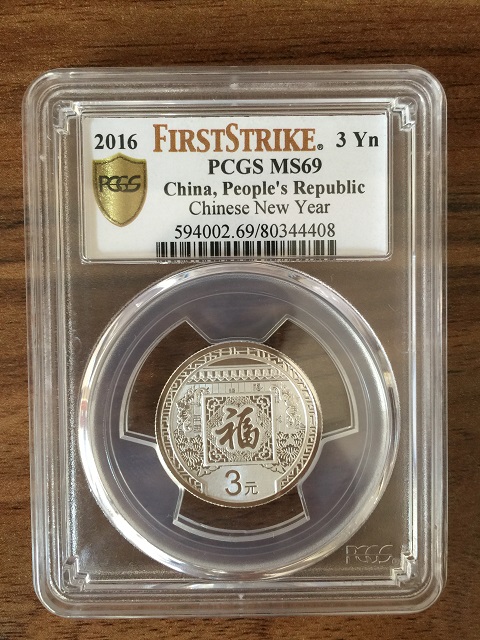 2016 FIRSTSTRIKE® 3 Yn
PCGS PCGS MS69
China, People's Republic
Chinese New Year
594002.69/80344408
福
3元
PCGS